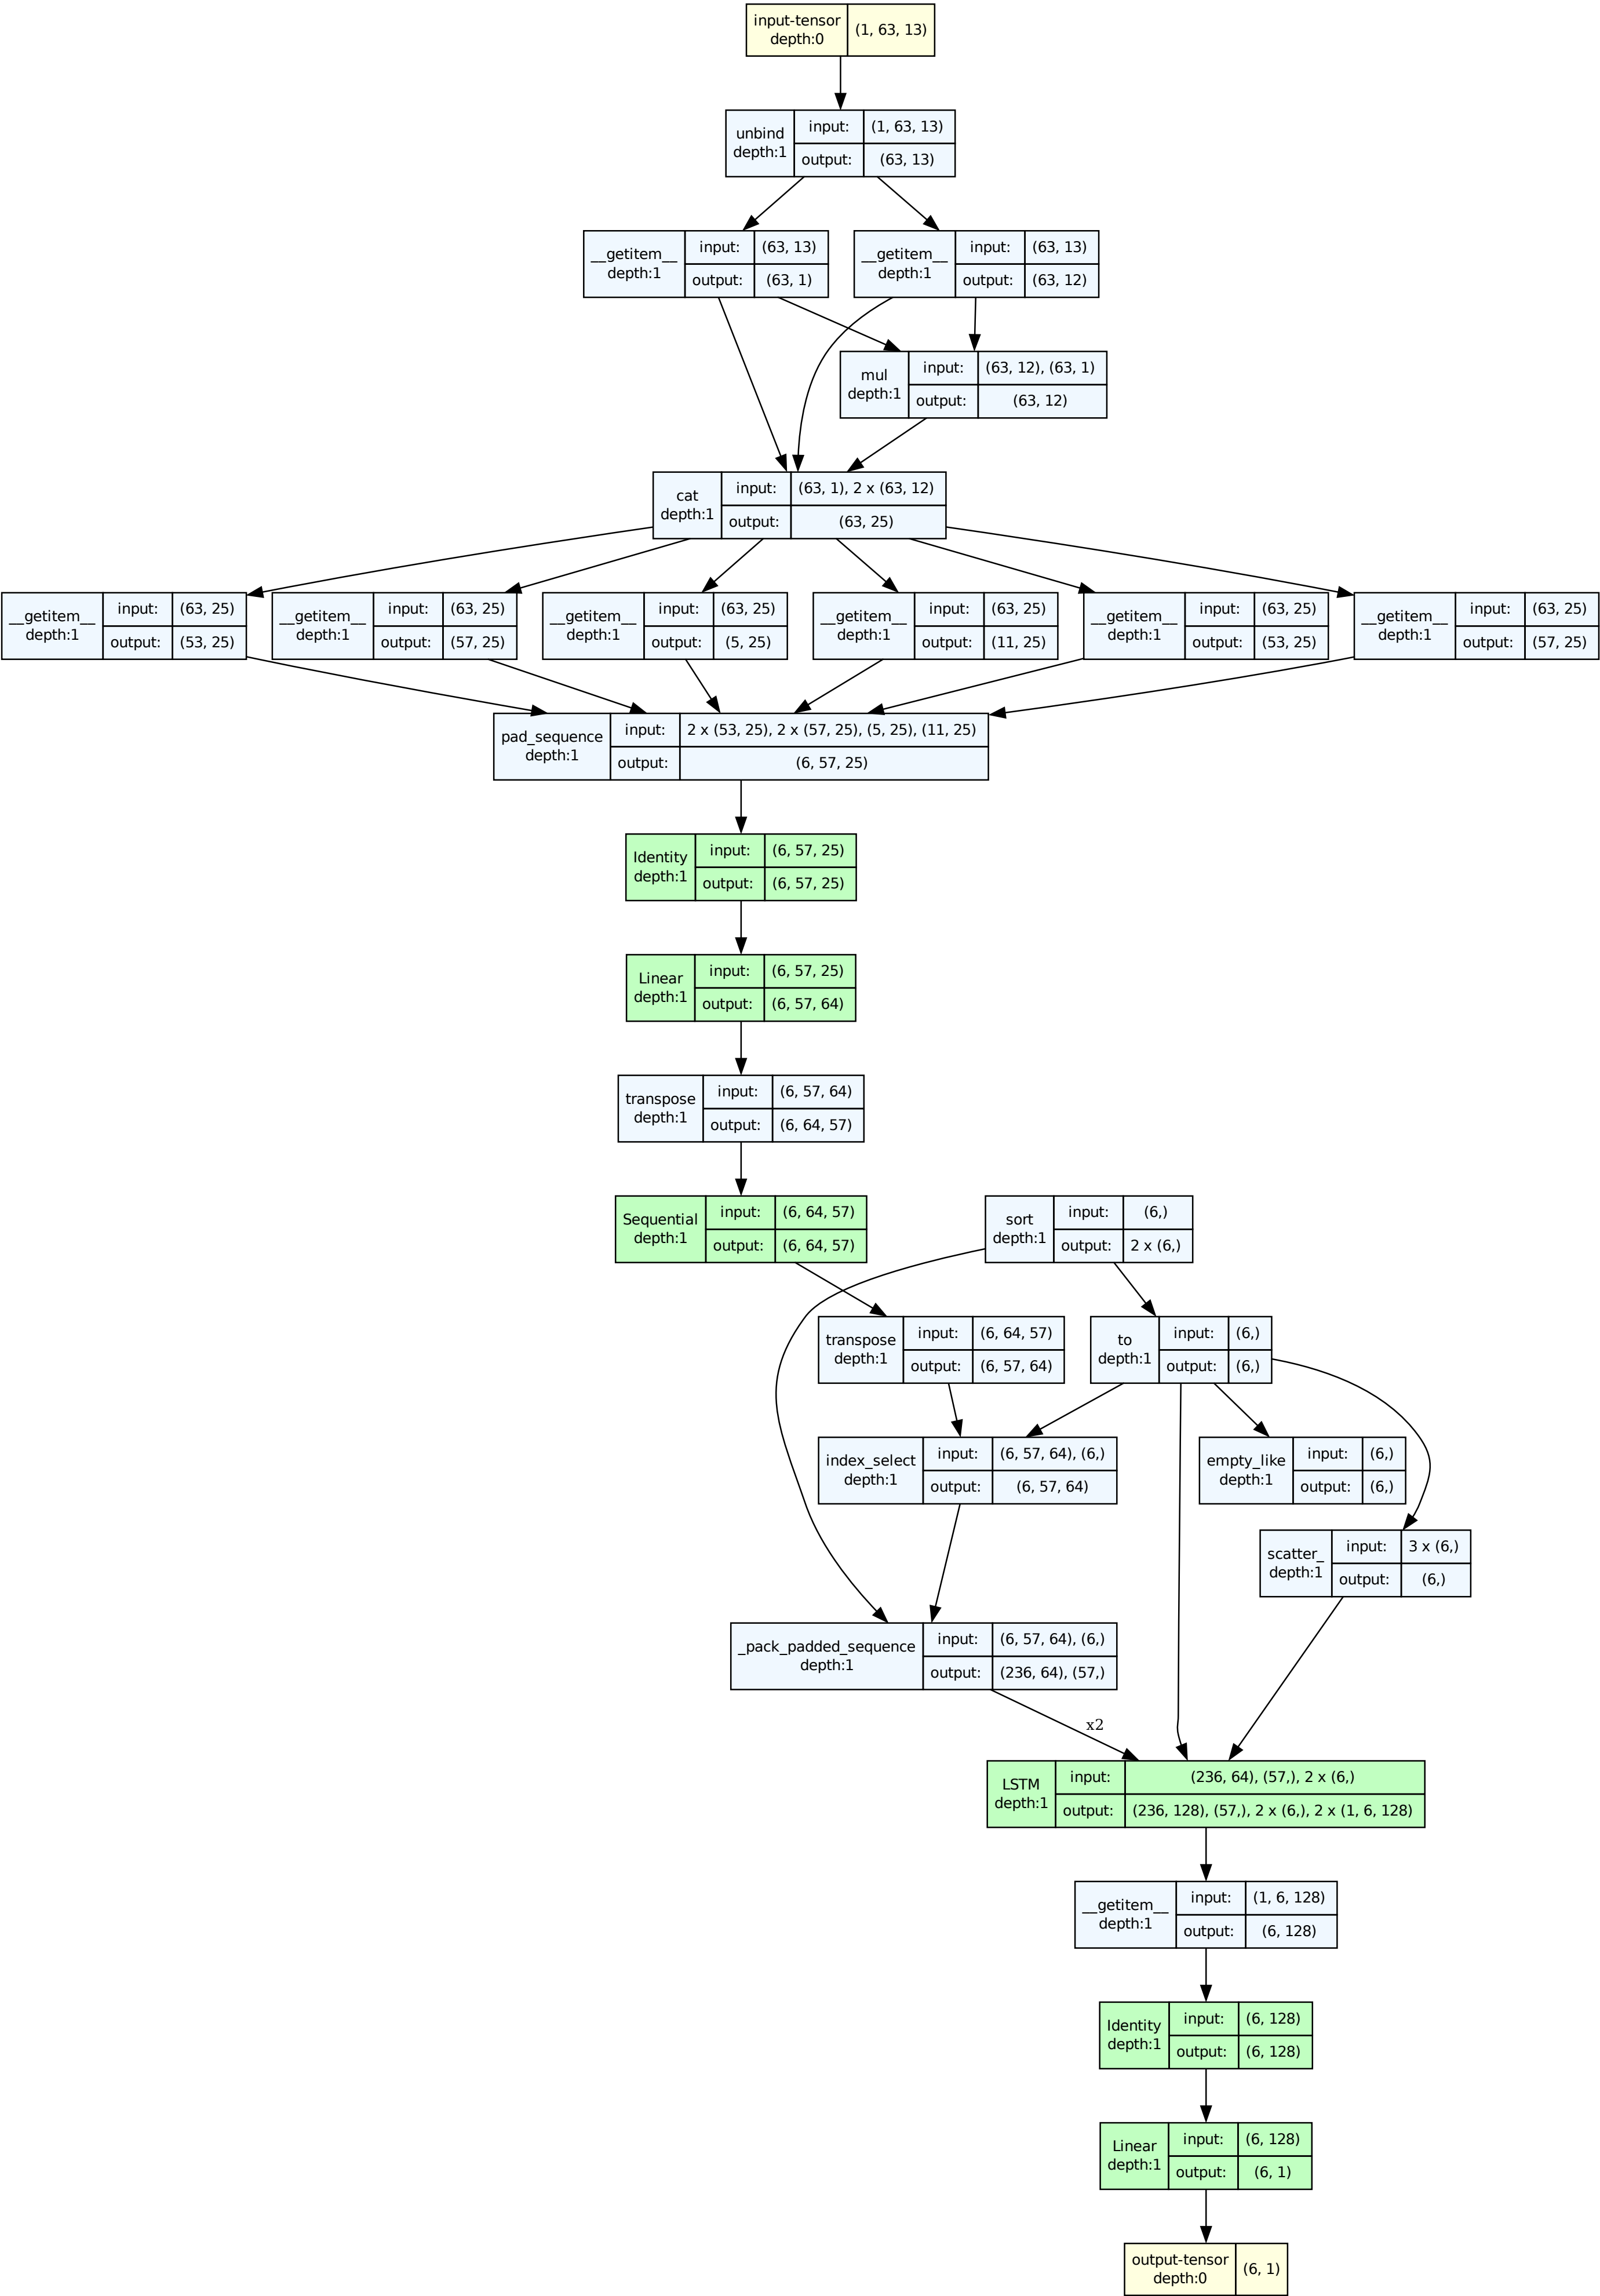 input-tensor
depth:0
(1, 63, 13)
unbind
depth:1
input:
(1, 63, 13)
output:
(63, 13)
__getitem__
depth:1
input:
(63, 13)
output:
(63, 1)
__getitem__
depth:1
input:
(63, 13)
output:
(63, 12)
mul
depth:1
input:
(63, 12), (63, 1)
output:
(63, 12)
cat
depth:1
input:
(63, 1), 2 x (63, 12)
output:
(63, 25)
__getitem__
depth:1
input:
(63, 25)
output:
(53, 25)
__getitem__
depth:1
input:
(63, 25)
output:
(57, 25)
__getitem__
depth:1
input:
(63, 25)
output:
(5, 25)
__getitem__
depth:1
input:
(63, 25)
output:
(11, 25)
__getitem__
depth:1
input:
(63, 25)
output:
(53, 25)
__getitem__
depth:1
input:
(63, 25)
output:
(57, 25)
pad_sequence
depth:1
input:
2 x (53, 25), 2 x (57, 25), (5, 25), (11, 25)
output:
(6, 57, 25)
Identity
depth:1
input:
(6, 57, 25)
output:
(6, 57, 25)
Linear
depth:1
input:
(6, 57, 25)
output:
(6, 57, 64)
transpose
depth:1
input:
(6, 57, 64)
output:
(6, 64, 57)
Sequential
depth:1
input:
(6, 64, 57)
output:
(6, 64, 57)
sort
depth:1
input:
(6,)
output:
2 x (6,)
transpose
depth:1
input:
(6, 64, 57)
output:
(6, 57, 64)
to
depth:1
input:
(6,)
output:
(6,)
index_select
depth:1
input:
(6, 57, 64), (6,)
output:
(6, 57, 64)
empty_like
depth:1
input:
(6,)
output:
(6,)
scatter_
depth:1
input:
3 x (6,)
output:
(6,)
_pack_padded_sequence
depth:1
input:
(6, 57, 64), (6,)
output:
(236, 64), (57,)
x2
LSTM
depth:1
input:
(236, 64), (57,), 2 x (6,)
output:
(236, 128), (57,), 2 x (6,), 2 x (1, 6, 128)
__getitem__
depth:1
input:
(1, 6, 128)
output:
(6, 128)
Identity
depth:1
input:
(6, 128)
output:
(6, 128)
Linear
depth:1
input:
(6, 128)
output:
(6, 1)
output-tensor
depth:0
(6, 1)